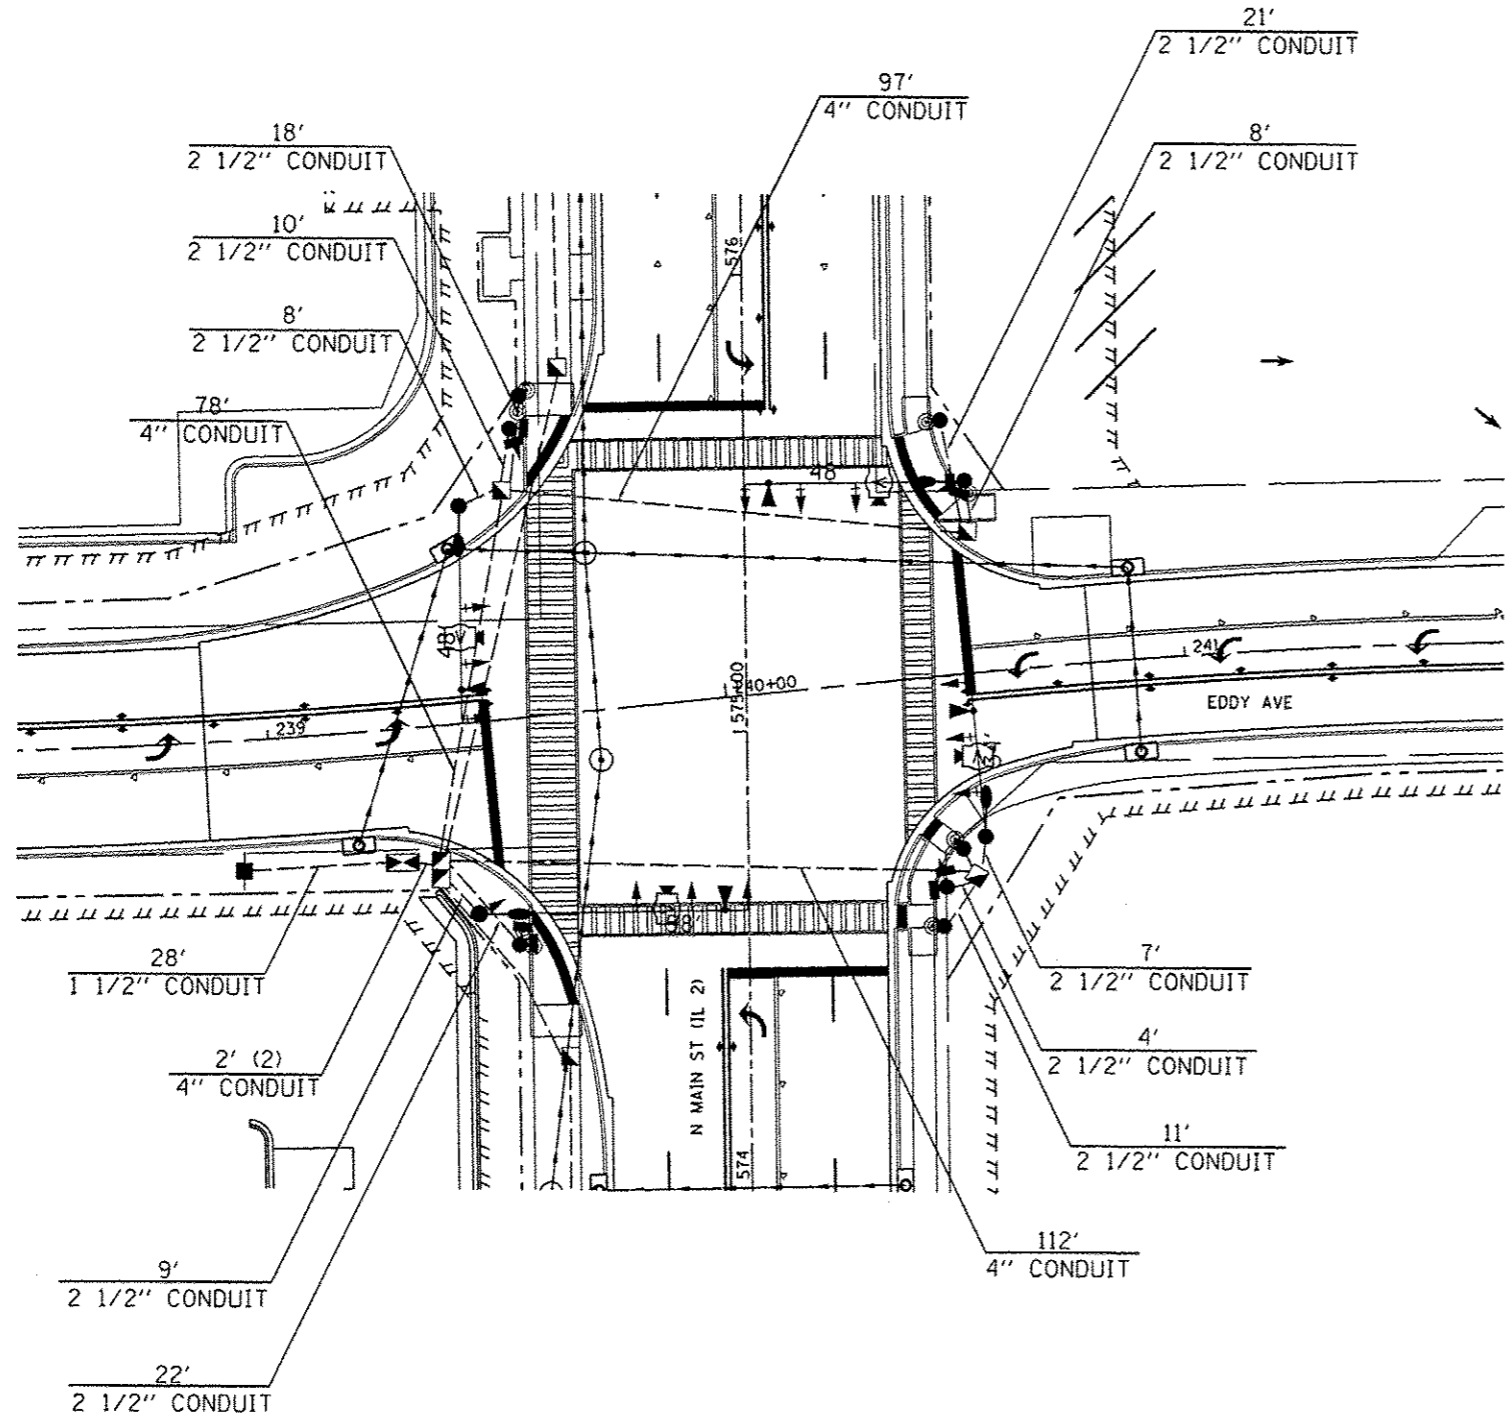 21'
2 1/2" CONDUIT
97'
4" CONDUIT
18'
2 1/2" CONDUIT
8'
2 1/2" CONDUIT
10'
2 1/2" CONDUIT
576
8'
2 1/2" CONDUIT
78'
4" CONDUIT
48'
48'
241
575+00
239
EDDY AVE
28'
1 1/2" CONDUIT
7'
2 1/2" CONDUIT
N MAIN ST (IL 2)
2' (2)
4" CONDUIT
4'
2 1/2" CONDUIT
574
11'
2 1/2" CONDUIT
112'
4" CONDUIT
9'
2 1/2" CONDUIT
22'
2 1/2" CONDUIT